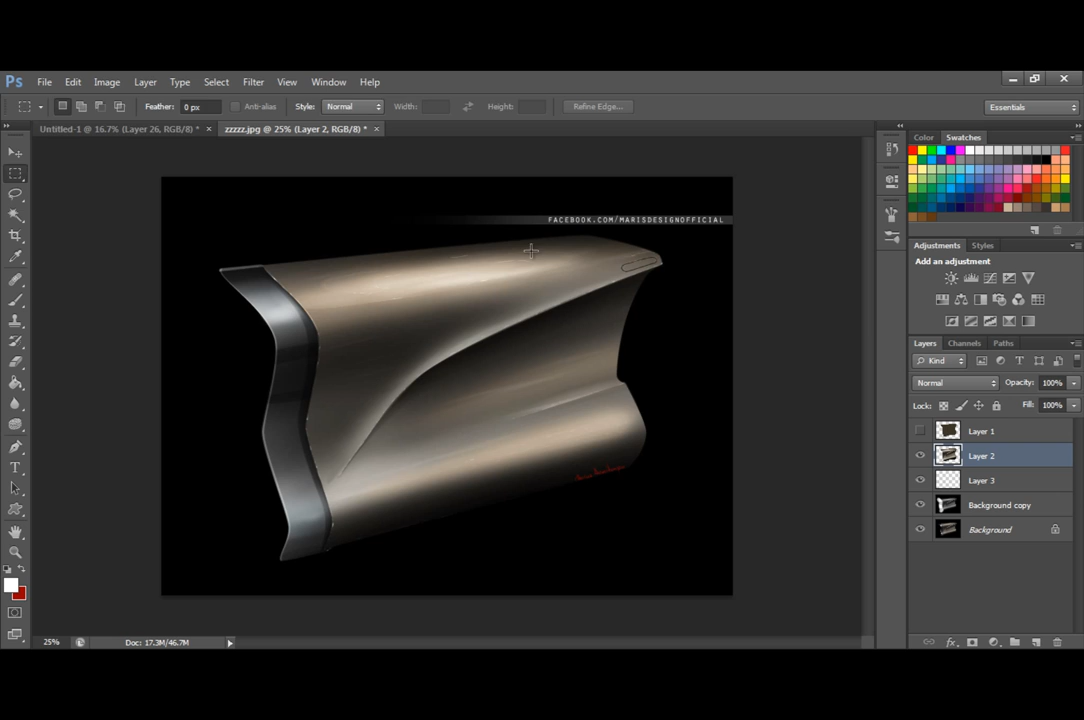 Ps File Edit Image Layer Type Select Filter View Window Help
Feather: 0 px Anti-alias Style: Normal Width: Height: Refine Edge... Essentials
Untitled-1 @ 16.7% (Layer 26, RGB/8) * × zzzzz.jpg @ 25% (Layer 2, RGB/8) * ×
Color Swatches
FACEBOOK.COM/MARISDESIGNOFFICIAL
Adjustments Styles
Add an adjustment
Layers Channels Paths
Kind
Normal Opacity: 100%
Lock: Fill: 100%
Layer 1
Layer 2
Layer 3
Background copy
Background
25% Doc: 17.3M/46.7M